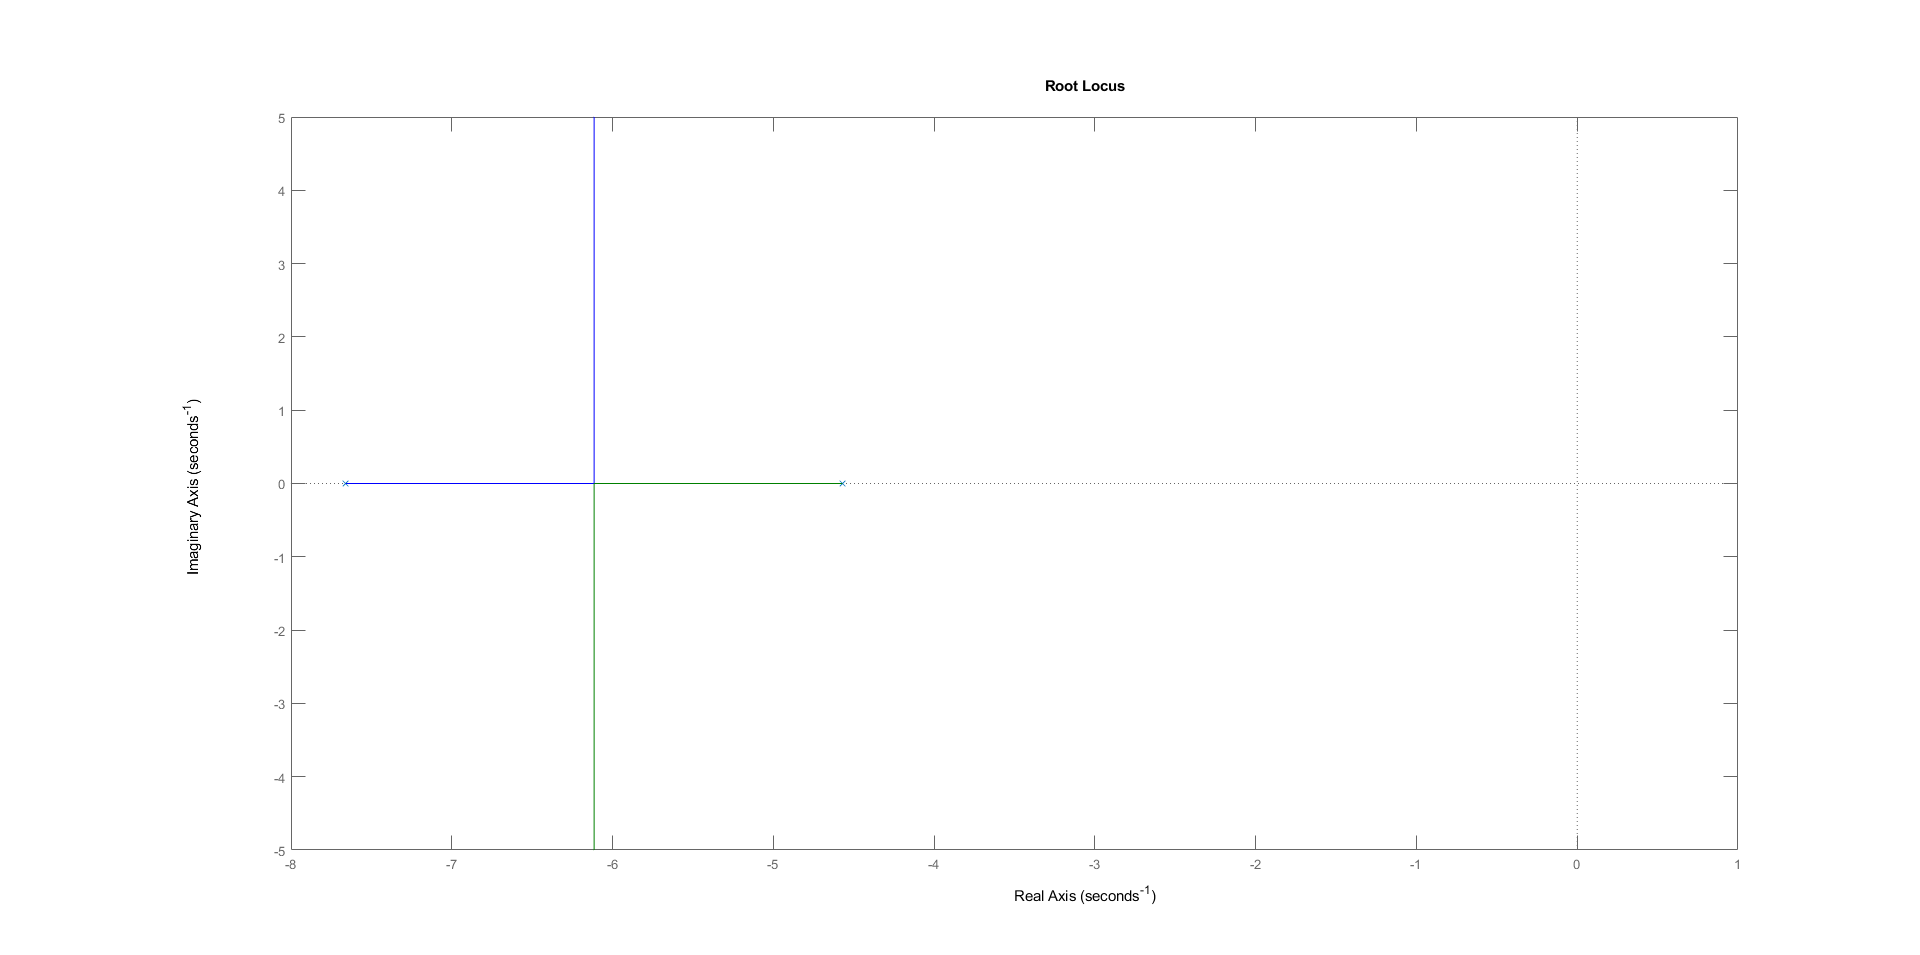 Root Locus
5
4
3
2
1
0
-1
-2
-3
-4
-5
Imaginary Axis (seconds⁻¹)
-8 -7 -6 -5 -4 -3 -2 -1 0 1
Real Axis (seconds⁻¹)